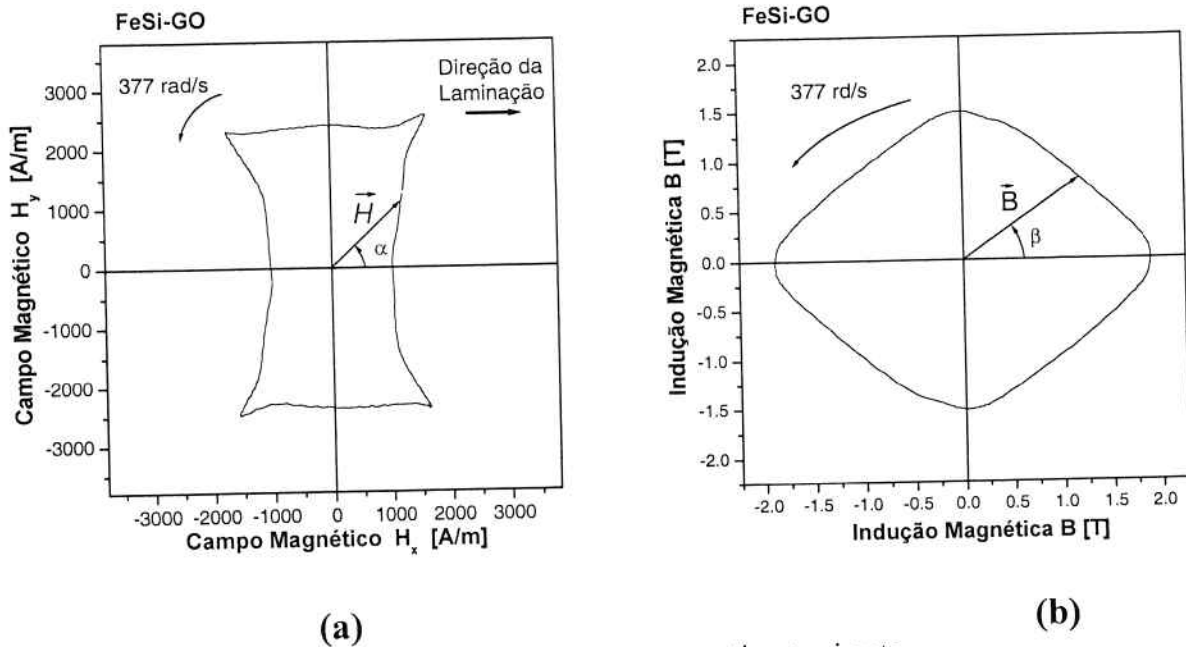 FeSi-GO
377 rad/s
Direção da
Laminação
Campo Magnético H_y [A/m]
3000
2000
1000
0
-1000
-2000
-3000
H
α
-3000 -2000 -1000 0 1000 2000 3000
Campo Magnético H_x [A/m]
(a)
FeSi-GO
377 rd/s
Indução Magnética B [T]
2.0
1.5
1.0
0.5
0.0
-0.5
-1.0
-1.5
-2.0
B
β
-2.0 -1.5 -1.0 -0.5 0.0 0.5 1.0 1.5 2.0
Indução Magnética B [T]
(b)